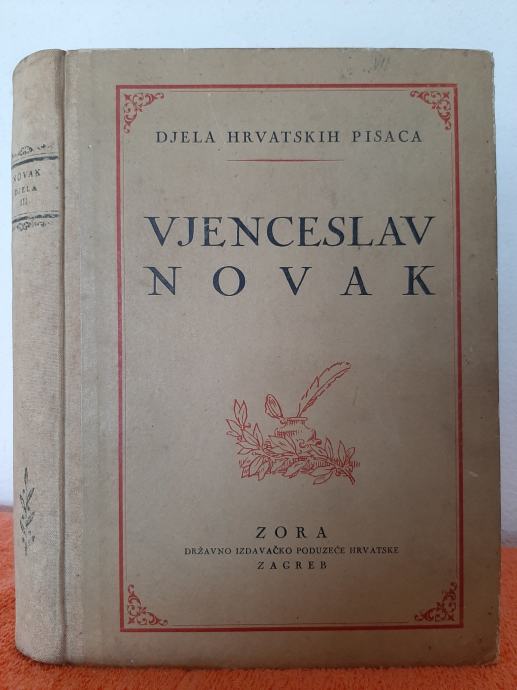 NOVAK
DJELA
III
DJELA HRVATSKIH PISACA
VJENCESLAV
NOVAK
ZORA
DRŽAVNO IZDAVAČKO PODUZEĆE HRVATSKE
ZAGREB